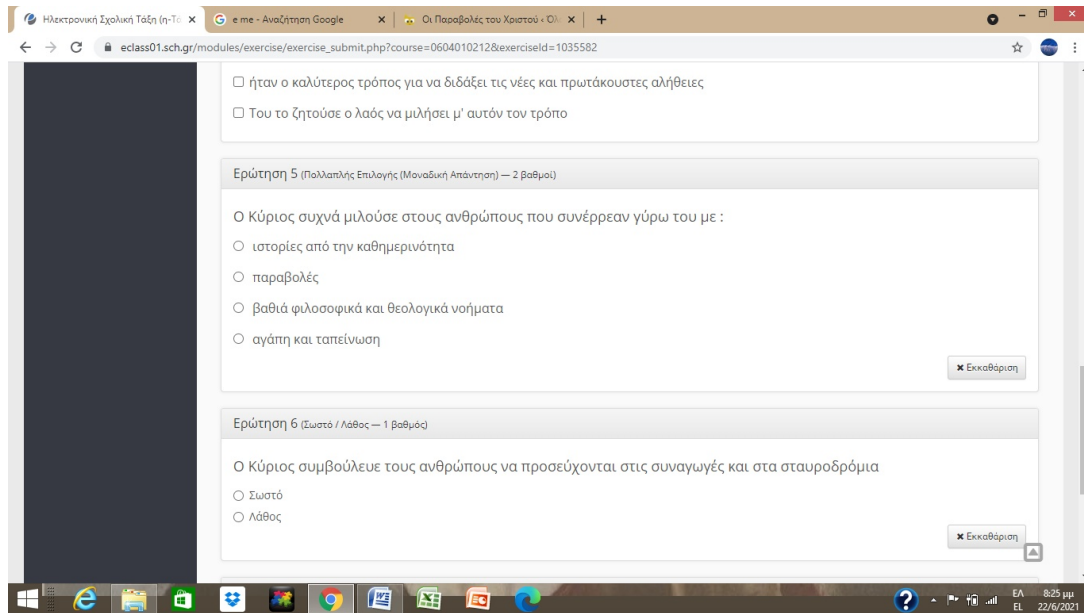 Ηλεκτρονική Σχολική Τάξη (η-Τά
e me - Αναζήτηση Google
Οι Παραβολές του Χριστού ‹ Όλ
eclass01.sch.gr/modules/exercise/exercise_submit.php?course=0604010212&exerciseId=1035582
ήταν ο καλύτερος τρόπος για να διδάξει τις νέες και πρωτάκουστες αλήθειες
Του το ζητούσε ο λαός να μιλήσει μ' αυτόν τον τρόπο
Ερώτηση 5 (Πολλαπλής Επιλογής (Μοναδική Απάντηση) — 2 βαθμοί)
Ο Κύριος συχνά μιλούσε στους ανθρώπους που συνέρρεαν γύρω του με :
ιστορίες από την καθημερινότητα
παραβολές
βαθιά φιλοσοφικά και θεολογικά νοήματα
αγάπη και ταπείνωση
✖ Εκκαθάριση
Ερώτηση 6 (Σωστό / Λάθος — 1 βαθμός)
Ο Κύριος συμβούλευε τους ανθρώπους να προσεύχονται στις συναγωγές και στα σταυροδρόμια
Σωστό
Λάθος
✖ Εκκαθάριση
ΕΛ 8:25 μμ
EL 22/6/2021